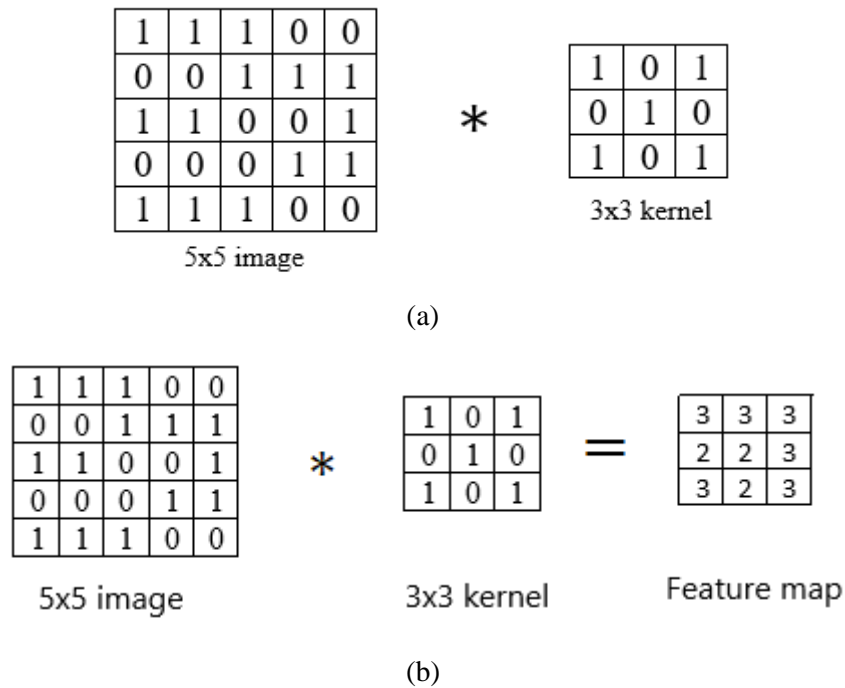 1 1 1 0 0
0 0 1 1 1
1 1 0 0 1
0 0 0 1 1
1 1 1 0 0
5x5 image
*
1 0 1
0 1 0
1 0 1
3x3 kernel
(a)
1 1 1 0 0
0 0 1 1 1
1 1 0 0 1
0 0 0 1 1
1 1 1 0 0
5x5 image
*
1 0 1
0 1 0
1 0 1
3x3 kernel
=
3 3 3
2 2 3
3 2 3
Feature map
(b)